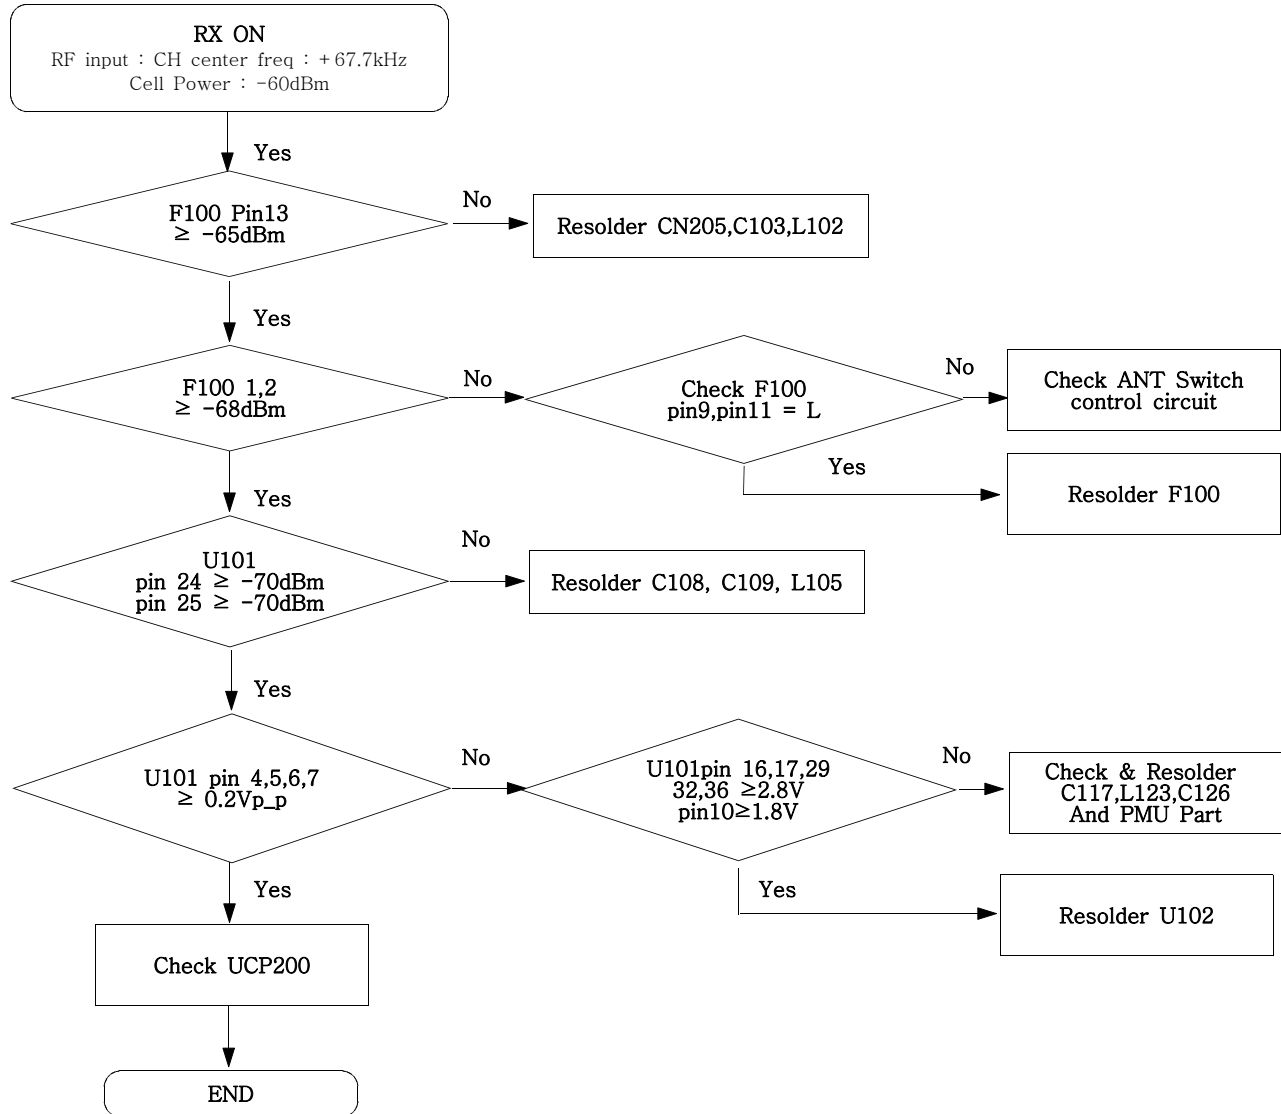 RX ON
RF input : CH center freq : +67.7kHz
Cell Power : -60dBm
Yes
F100 Pin13
≥ -65dBm
No
Resolder CN205,C103,L102
Yes
F100 1,2
≥ -68dBm
No
Check F100
pin9,pin11 = L
No
Check ANT Switch
control circuit
Yes
Resolder F100
Yes
U101
pin 24 ≥ -70dBm
pin 25 ≥ -70dBm
No
Resolder C108, C109, L105
Yes
U101 pin 4,5,6,7
≥ 0.2Vp_p
No
U101pin 16,17,29
32,36 ≥2.8V
pin10≥1.8V
No
Check & Resolder
C117,L123,C126
And PMU Part
Yes
Resolder U102
Yes
Check UCP200
END